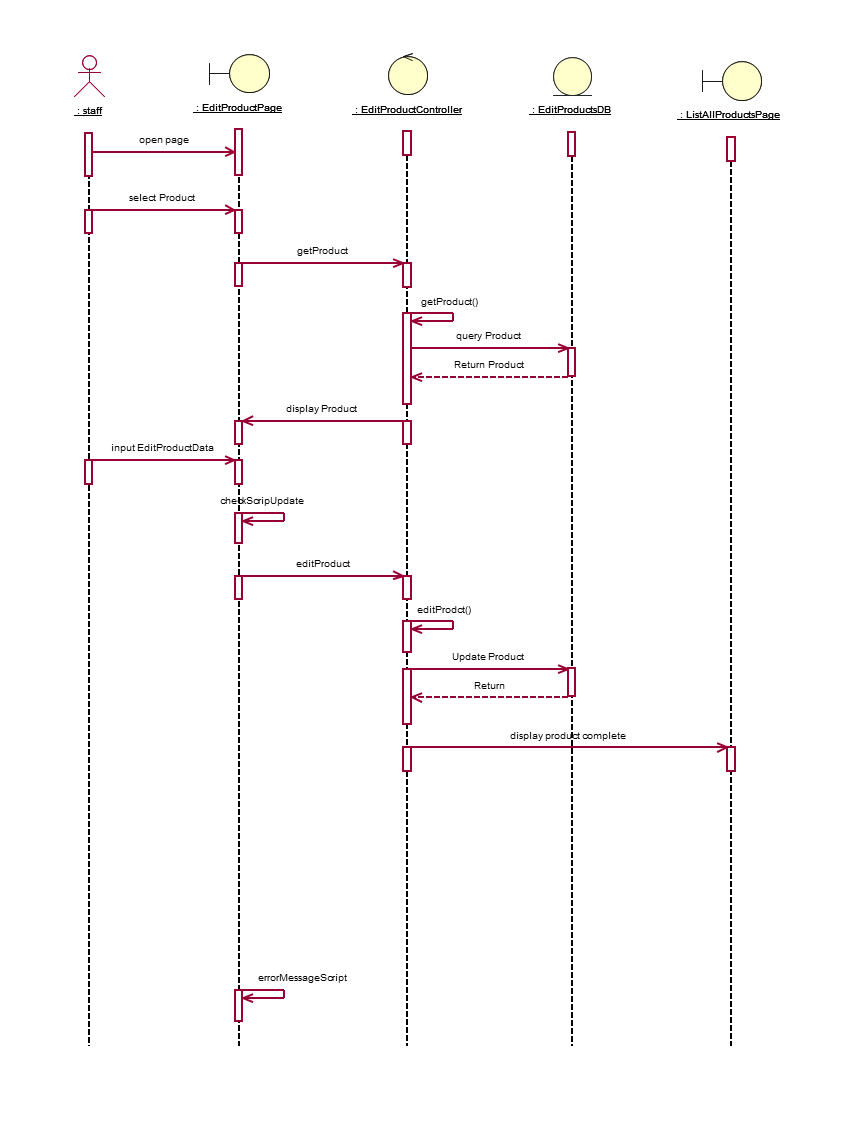 : staff
: EditProductPage
: EditProductController
: EditProductsDB
: ListAllProductsPage
open page
select Product
getProduct
getProduct()
query Product
Return Product
display Product
input EditProductData
checkScripUpdate
editProduct
editProdct()
Update Product
Return
display product complete
errorMessageScript